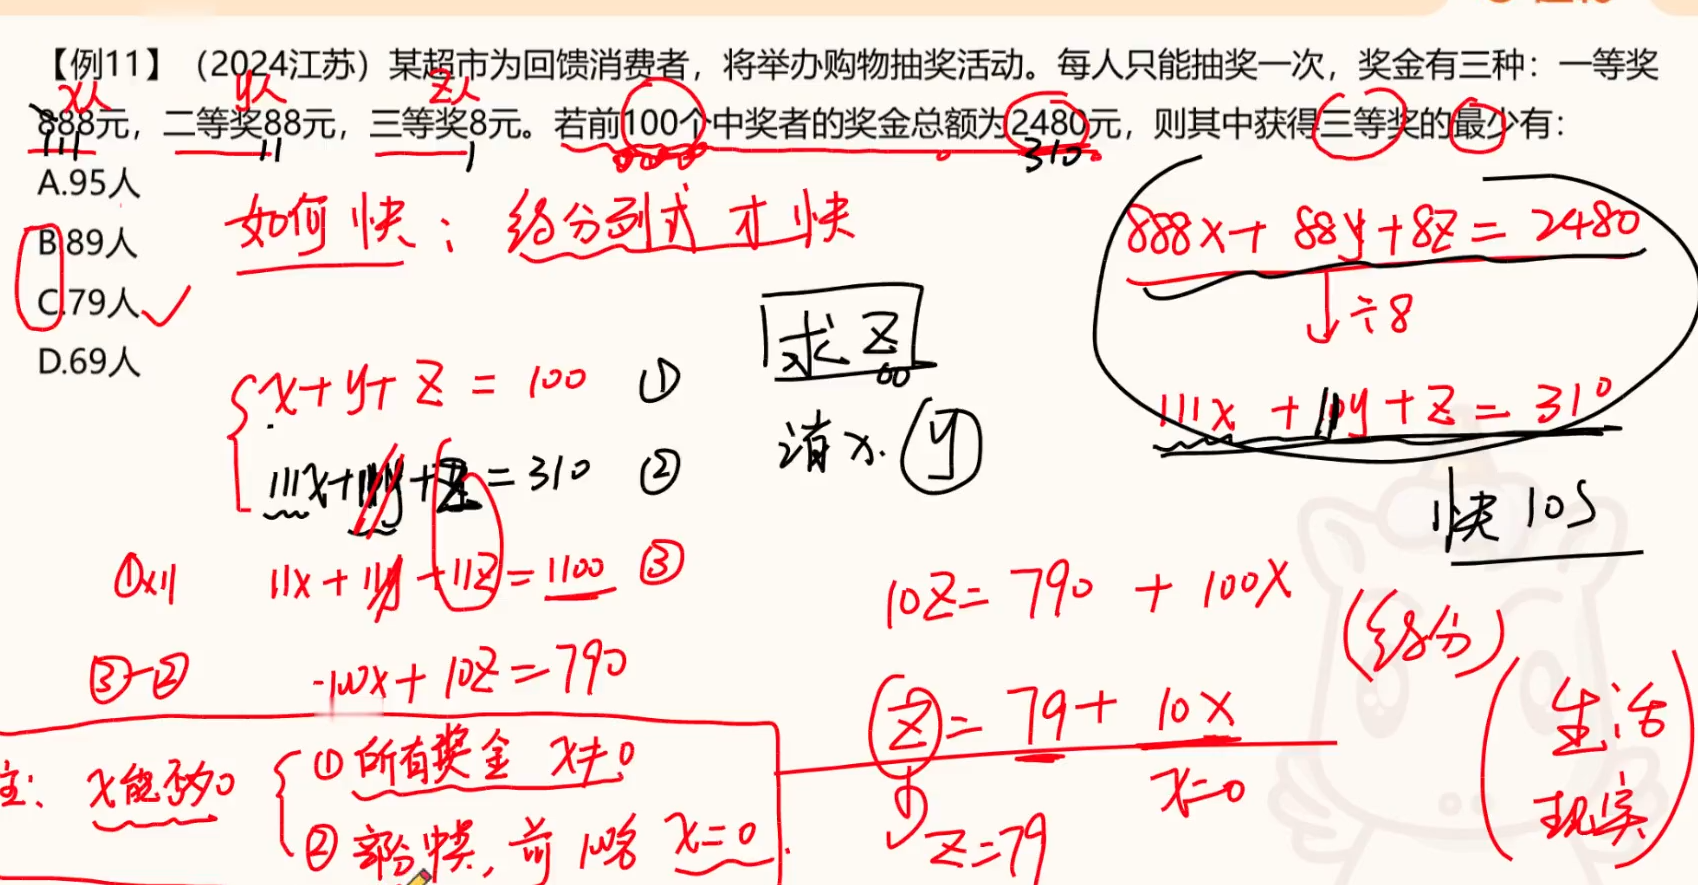 【例11】（2024江苏）某超市为回馈消费者，将举办购物抽奖活动。每人只能抽奖一次，奖金有三种：一等奖
x人 y人 z人
888元，二等奖88元，三等奖8元。若前100个中奖者的奖金总额为2480元，则其中获得三等奖的最少有：
111 11 1 310
A.95人
B.89人
C.79人
D.69人
如何快：约分列式才快
888x+88y+8z=2480
÷8
111x+11y+z=310
快10s
求z
消x.y
x+y+z=100 ①
111x+11y+z=310 ②
①x11 11x+11y+11z=1100 ③
③-② -100x+10z=790
10z=790+100x
(约分)
z=79+10x
x=0
z=79
(生活
现实)
注：x能否为0
①所有奖金 x≠0
②部分中奖，前100名 x=0.